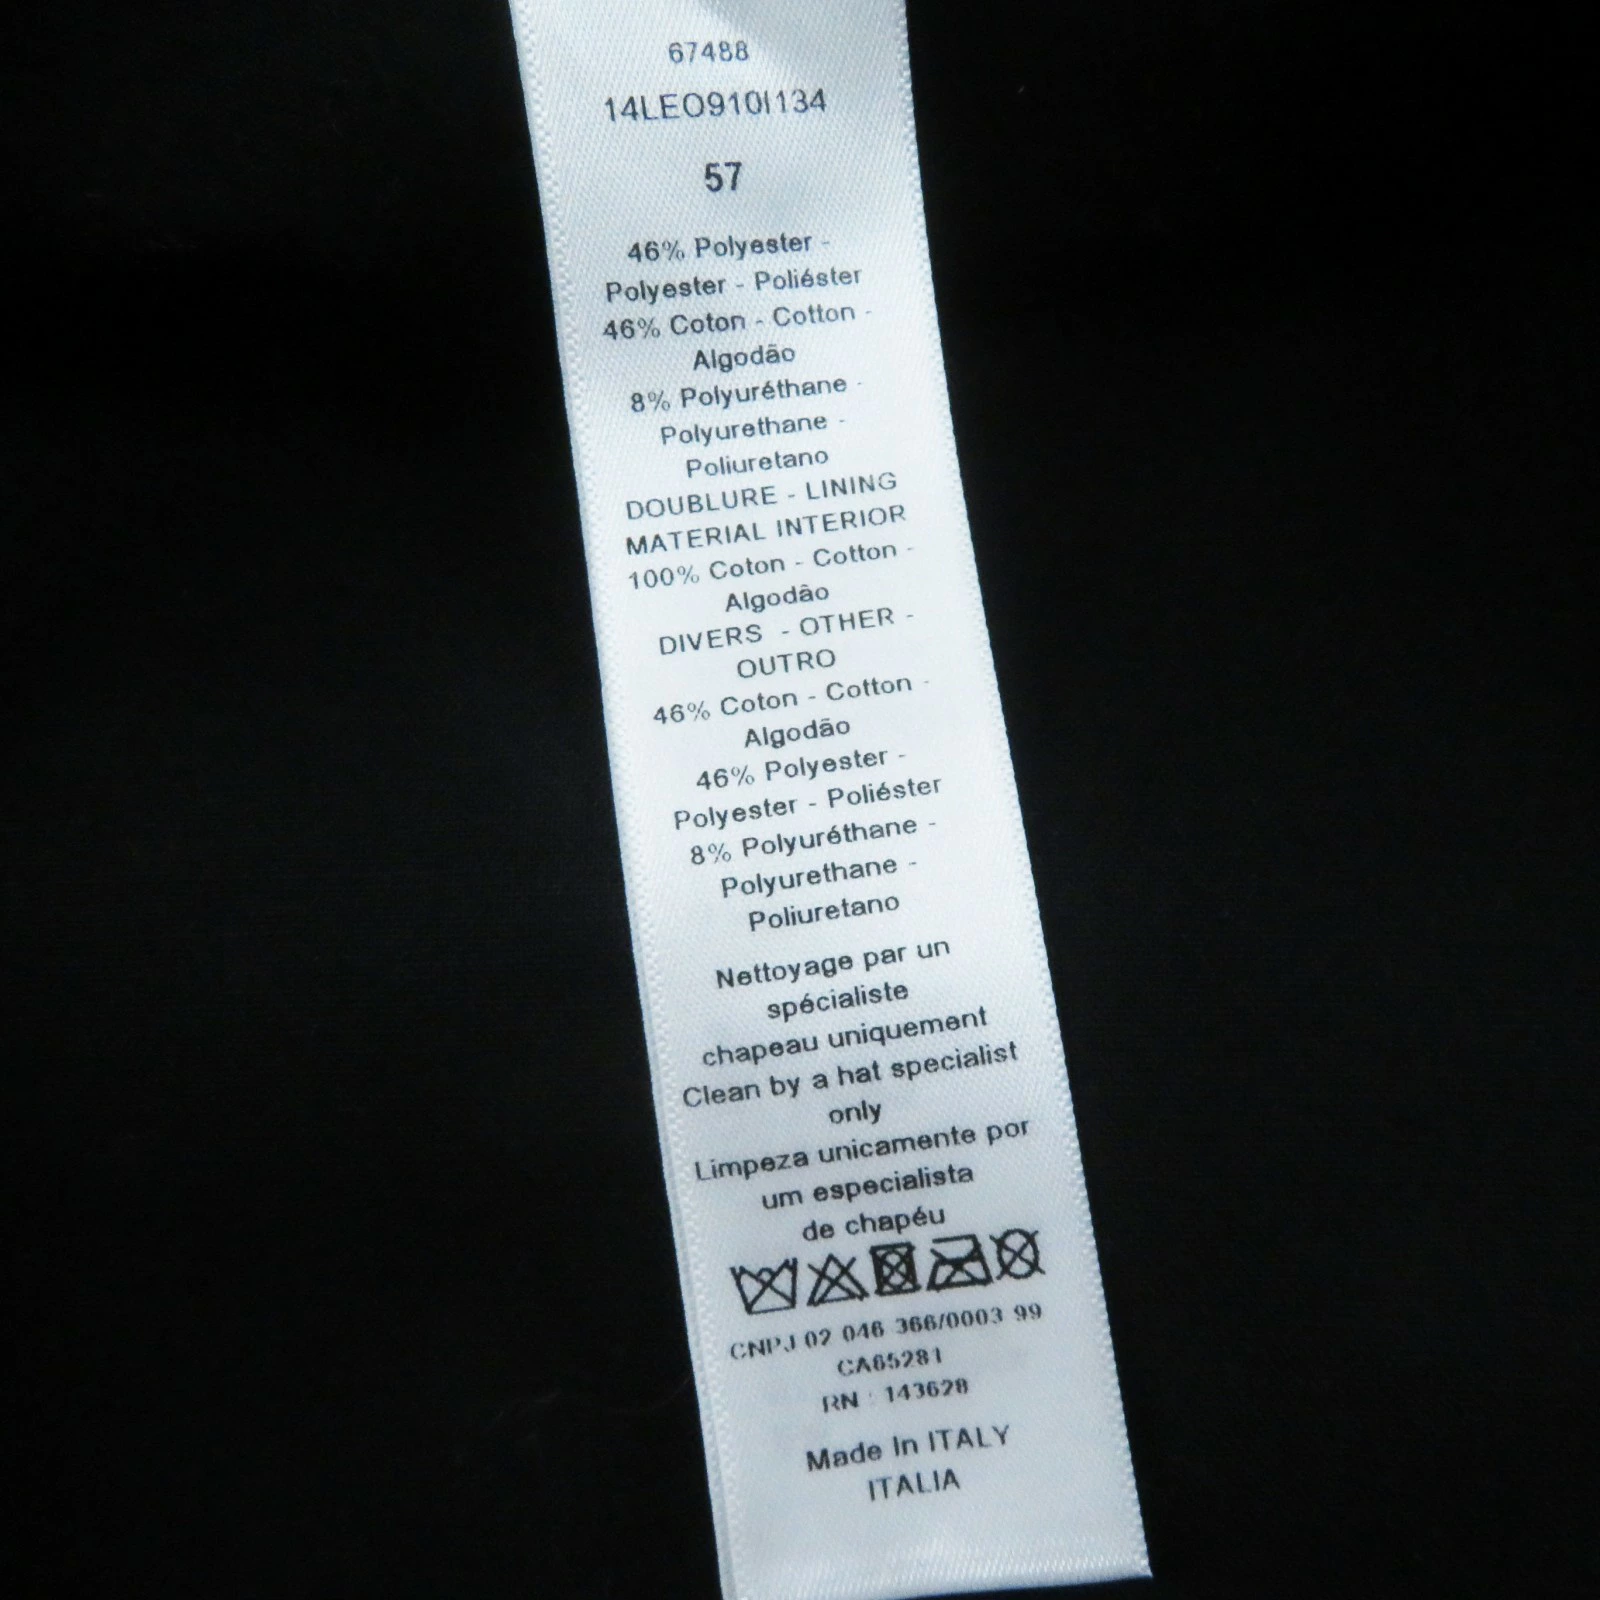 67488
14LEO910I134
57
46% Polyester -
Polyester - Poliéster
46% Coton - Cotton -
Algodão
8% Polyuréthane -
Polyurethane -
Poliuretano
DOUBLURE - LINING
MATERIAL INTERIOR
100% Coton - Cotton -
Algodão
DIVERS - OTHER -
OUTRO
46% Coton - Cotton -
Algodão
46% Polyester -
Polyester - Poliéster
8% Polyuréthane -
Polyurethane -
Poliuretano
Nettoyage par un
spécialiste
chapeau uniquement
Clean by a hat specialist
only
Limpeza unicamente por
um especialista
de chapéu
CNPJ 02 046 366/0003 99
CA65281
RN : 143628
Made In ITALY
ITALIA